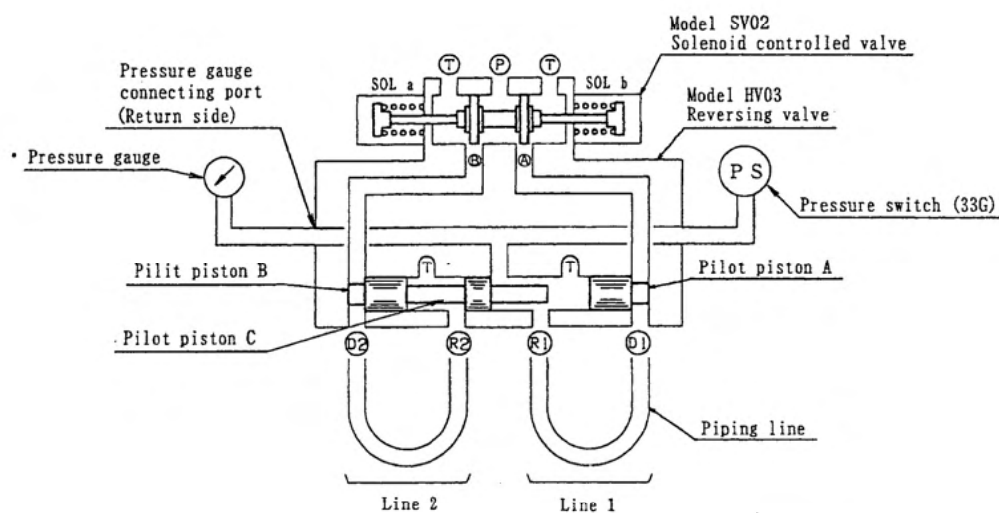 Model SV02
Solenoid controlled valve
T
P
T
SOL a
SOL b
Pressure gauge
connecting port
(Return side)
Model HV03
Reversing valve
B
A
Pressure gauge
PS
Pressure switch (33G)
T
T
Pilit piston B
Pilot piston A
Pilot piston C
D2
R2
R1
D1
Piping line
Line 2
Line 1